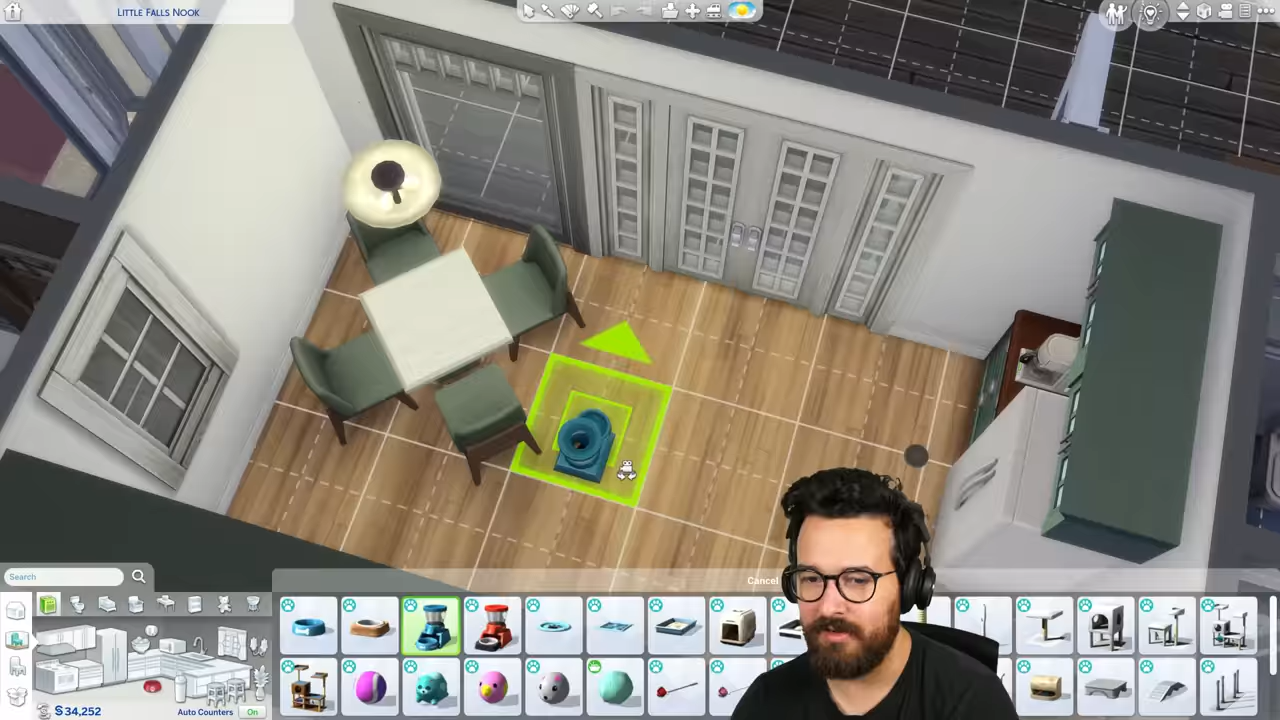 LITTLE FALLS NOOK
Search
Cancel
$34,252
Auto Counters
On